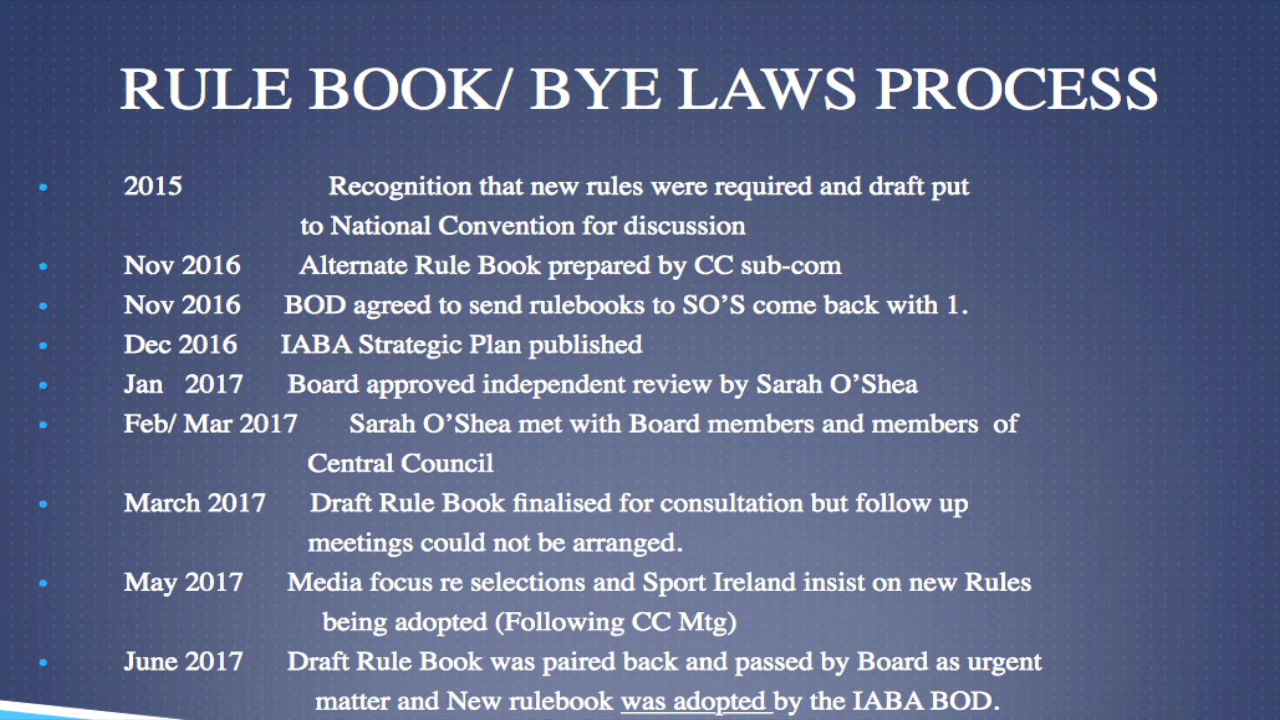 RULE BOOK/ BYE LAWS PROCESS
• 2015 Recognition that new rules were required and draft put
to National Convention for discussion
• Nov 2016 Alternate Rule Book prepared by CC sub-com
• Nov 2016 BOD agreed to send rulebooks to SO’S come back with 1.
• Dec 2016 IABA Strategic Plan published
• Jan 2017 Board approved independent review by Sarah O’Shea
• Feb/ Mar 2017 Sarah O’Shea met with Board members and members of
Central Council
• March 2017 Draft Rule Book finalised for consultation but follow up
meetings could not be arranged.
• May 2017 Media focus re selections and Sport Ireland insist on new Rules
being adopted (Following CC Mtg)
• June 2017 Draft Rule Book was paired back and passed by Board as urgent
matter and New rulebook was adopted by the IABA BOD.